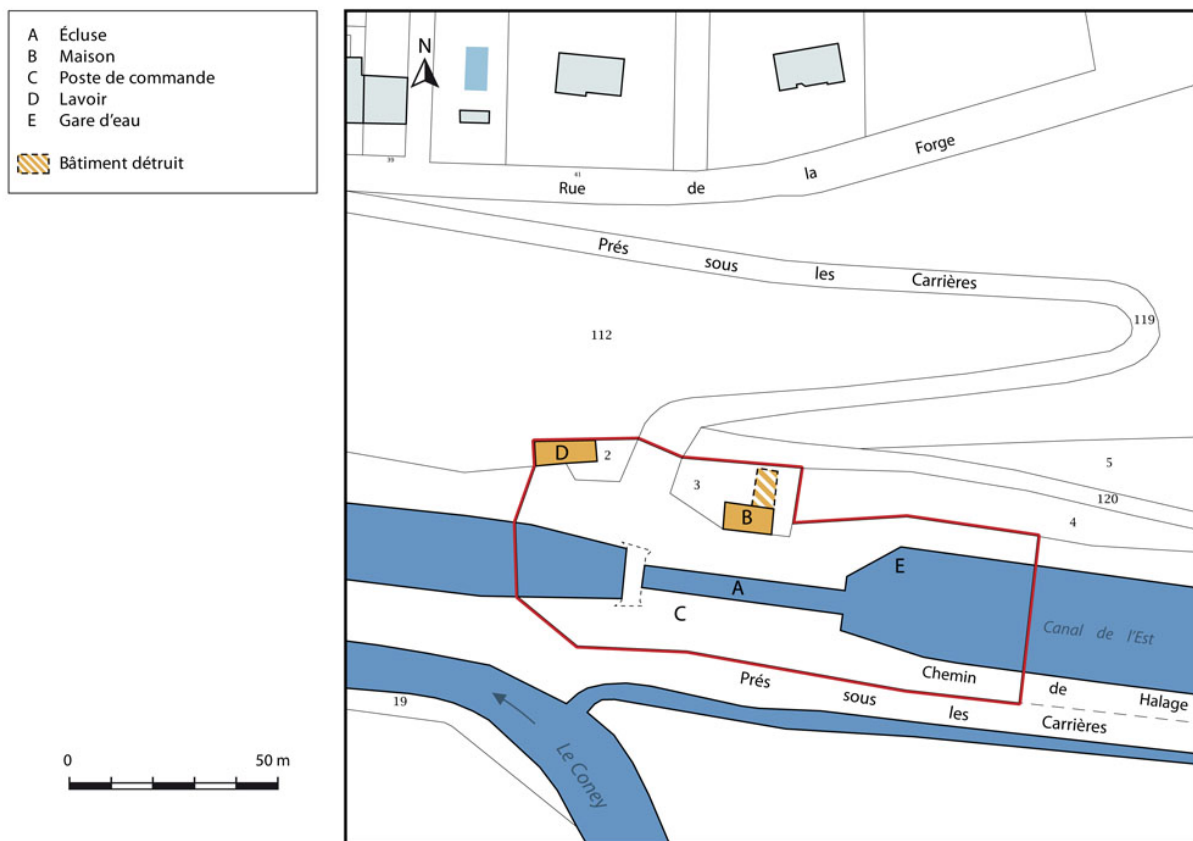 A Écluse
B Maison
C Poste de commande
D Lavoir
E Gare d'eau
Bâtiment détruit
0 50 m
N
39
41
Rue de la Forge
Prés sous les Carrières
119
112
D
2
3
B
5
120
4
E
A
C
Canal de l'Est
Chemin de Halage
Prés sous les Carrières
19
Le Coney